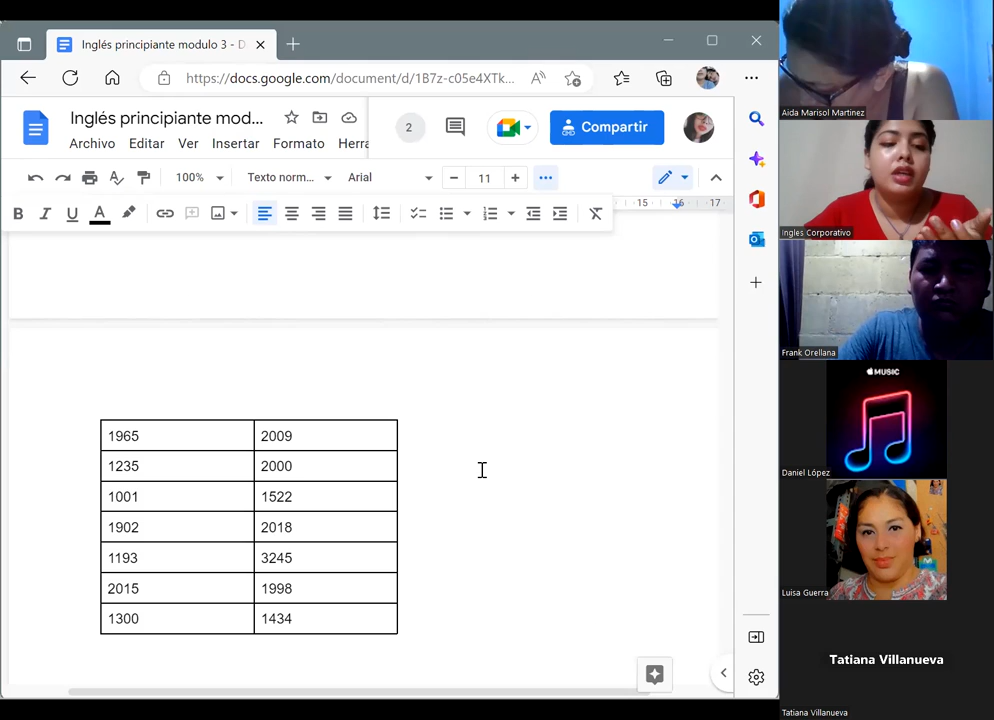 Inglés principiante modulo 3 - D
https://docs.google.com/document/d/1B7z-c05e4XTk...
Inglés principiante mod...
2
Compartir
Archivo Editar Ver Insertar Formato Herra
100% Texto norm... Arial 11
15 16 17
1965 2009
1235 2000
1001 1522
1902 2018
1193 3245
2015 1998
1300 1434
Aida Marisol Martinez
Ingles Corporativo
Frank Orellana
MUSIC
Daniel López
Luisa Guerra
Tatiana Villanueva
Tatiana Villanueva